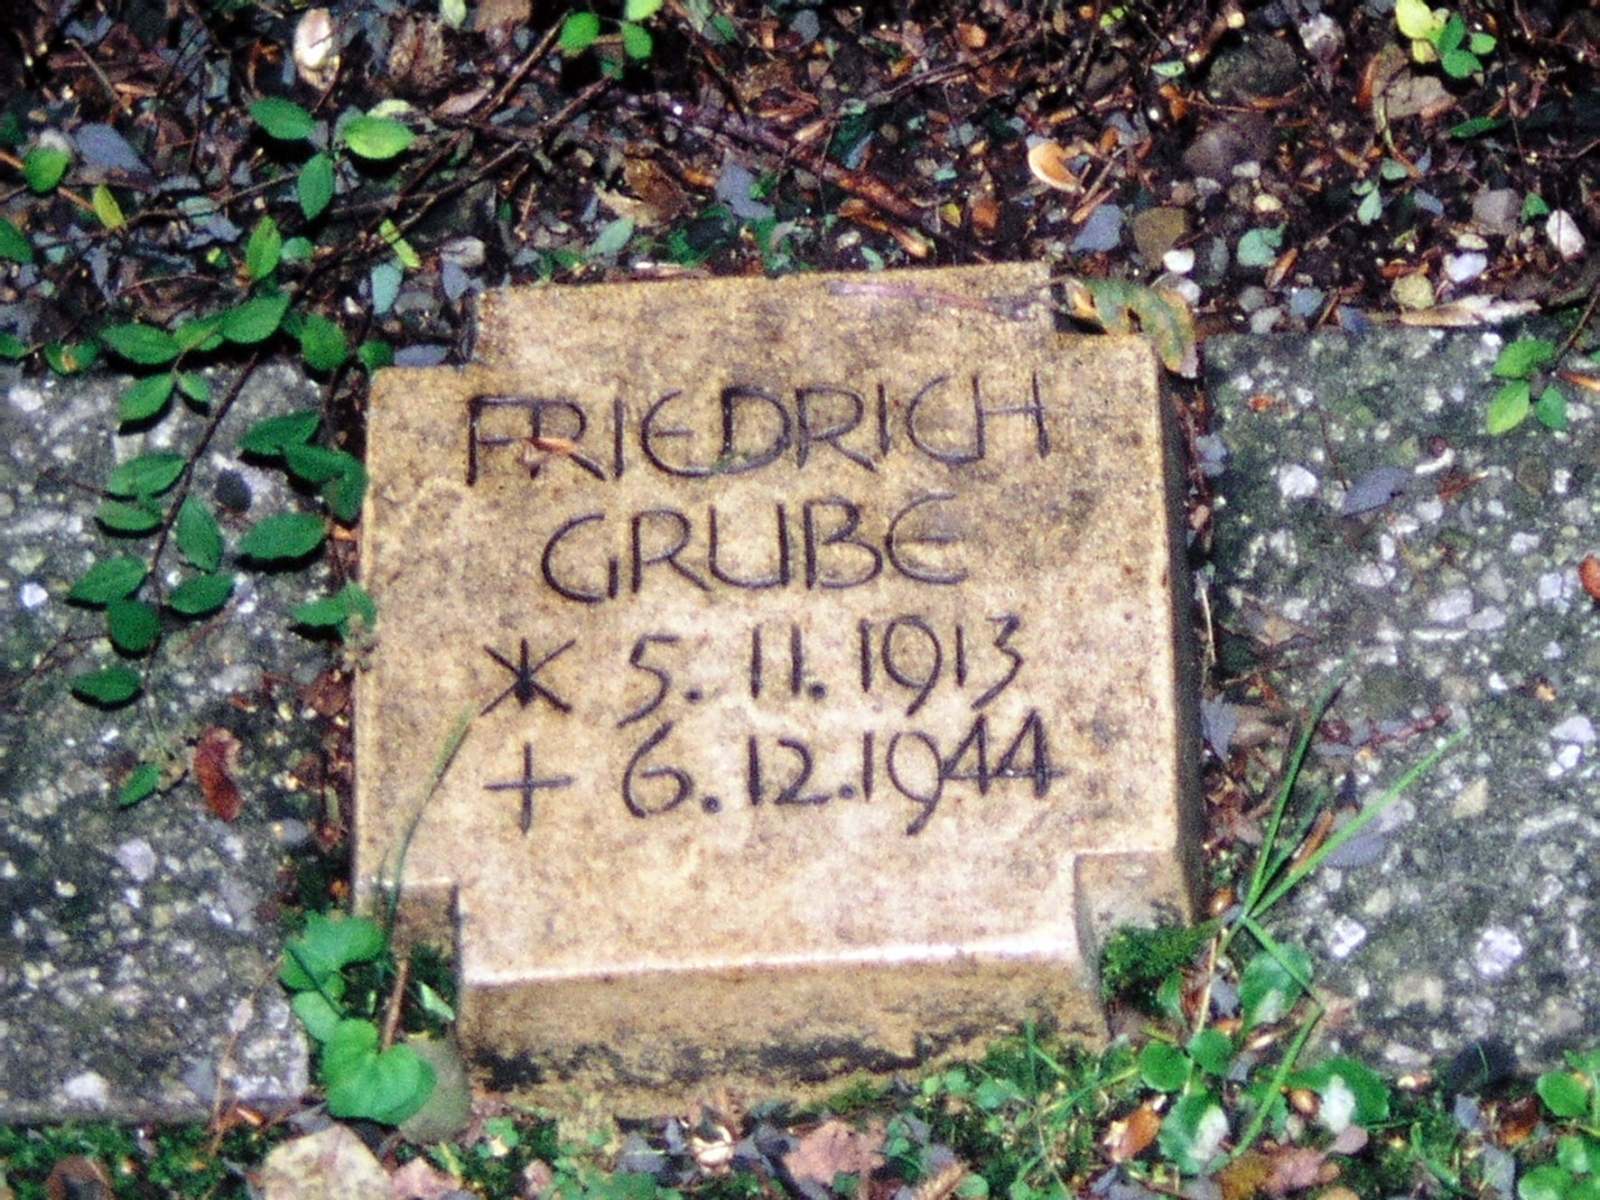 FRIEDRICH
GRUBE
* 5. 11. 1913
+ 6. 12. 1944